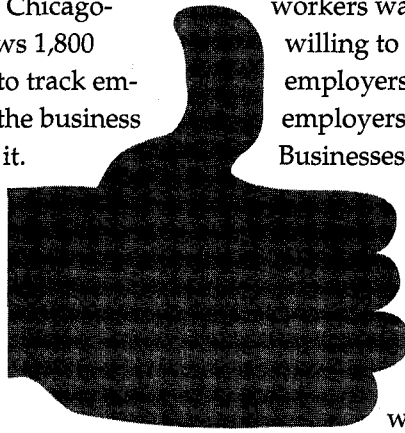 Chicago-
ws 1,800
to track em-
the business
it.
workers wa
willing to
employers
employers
Businesses
w